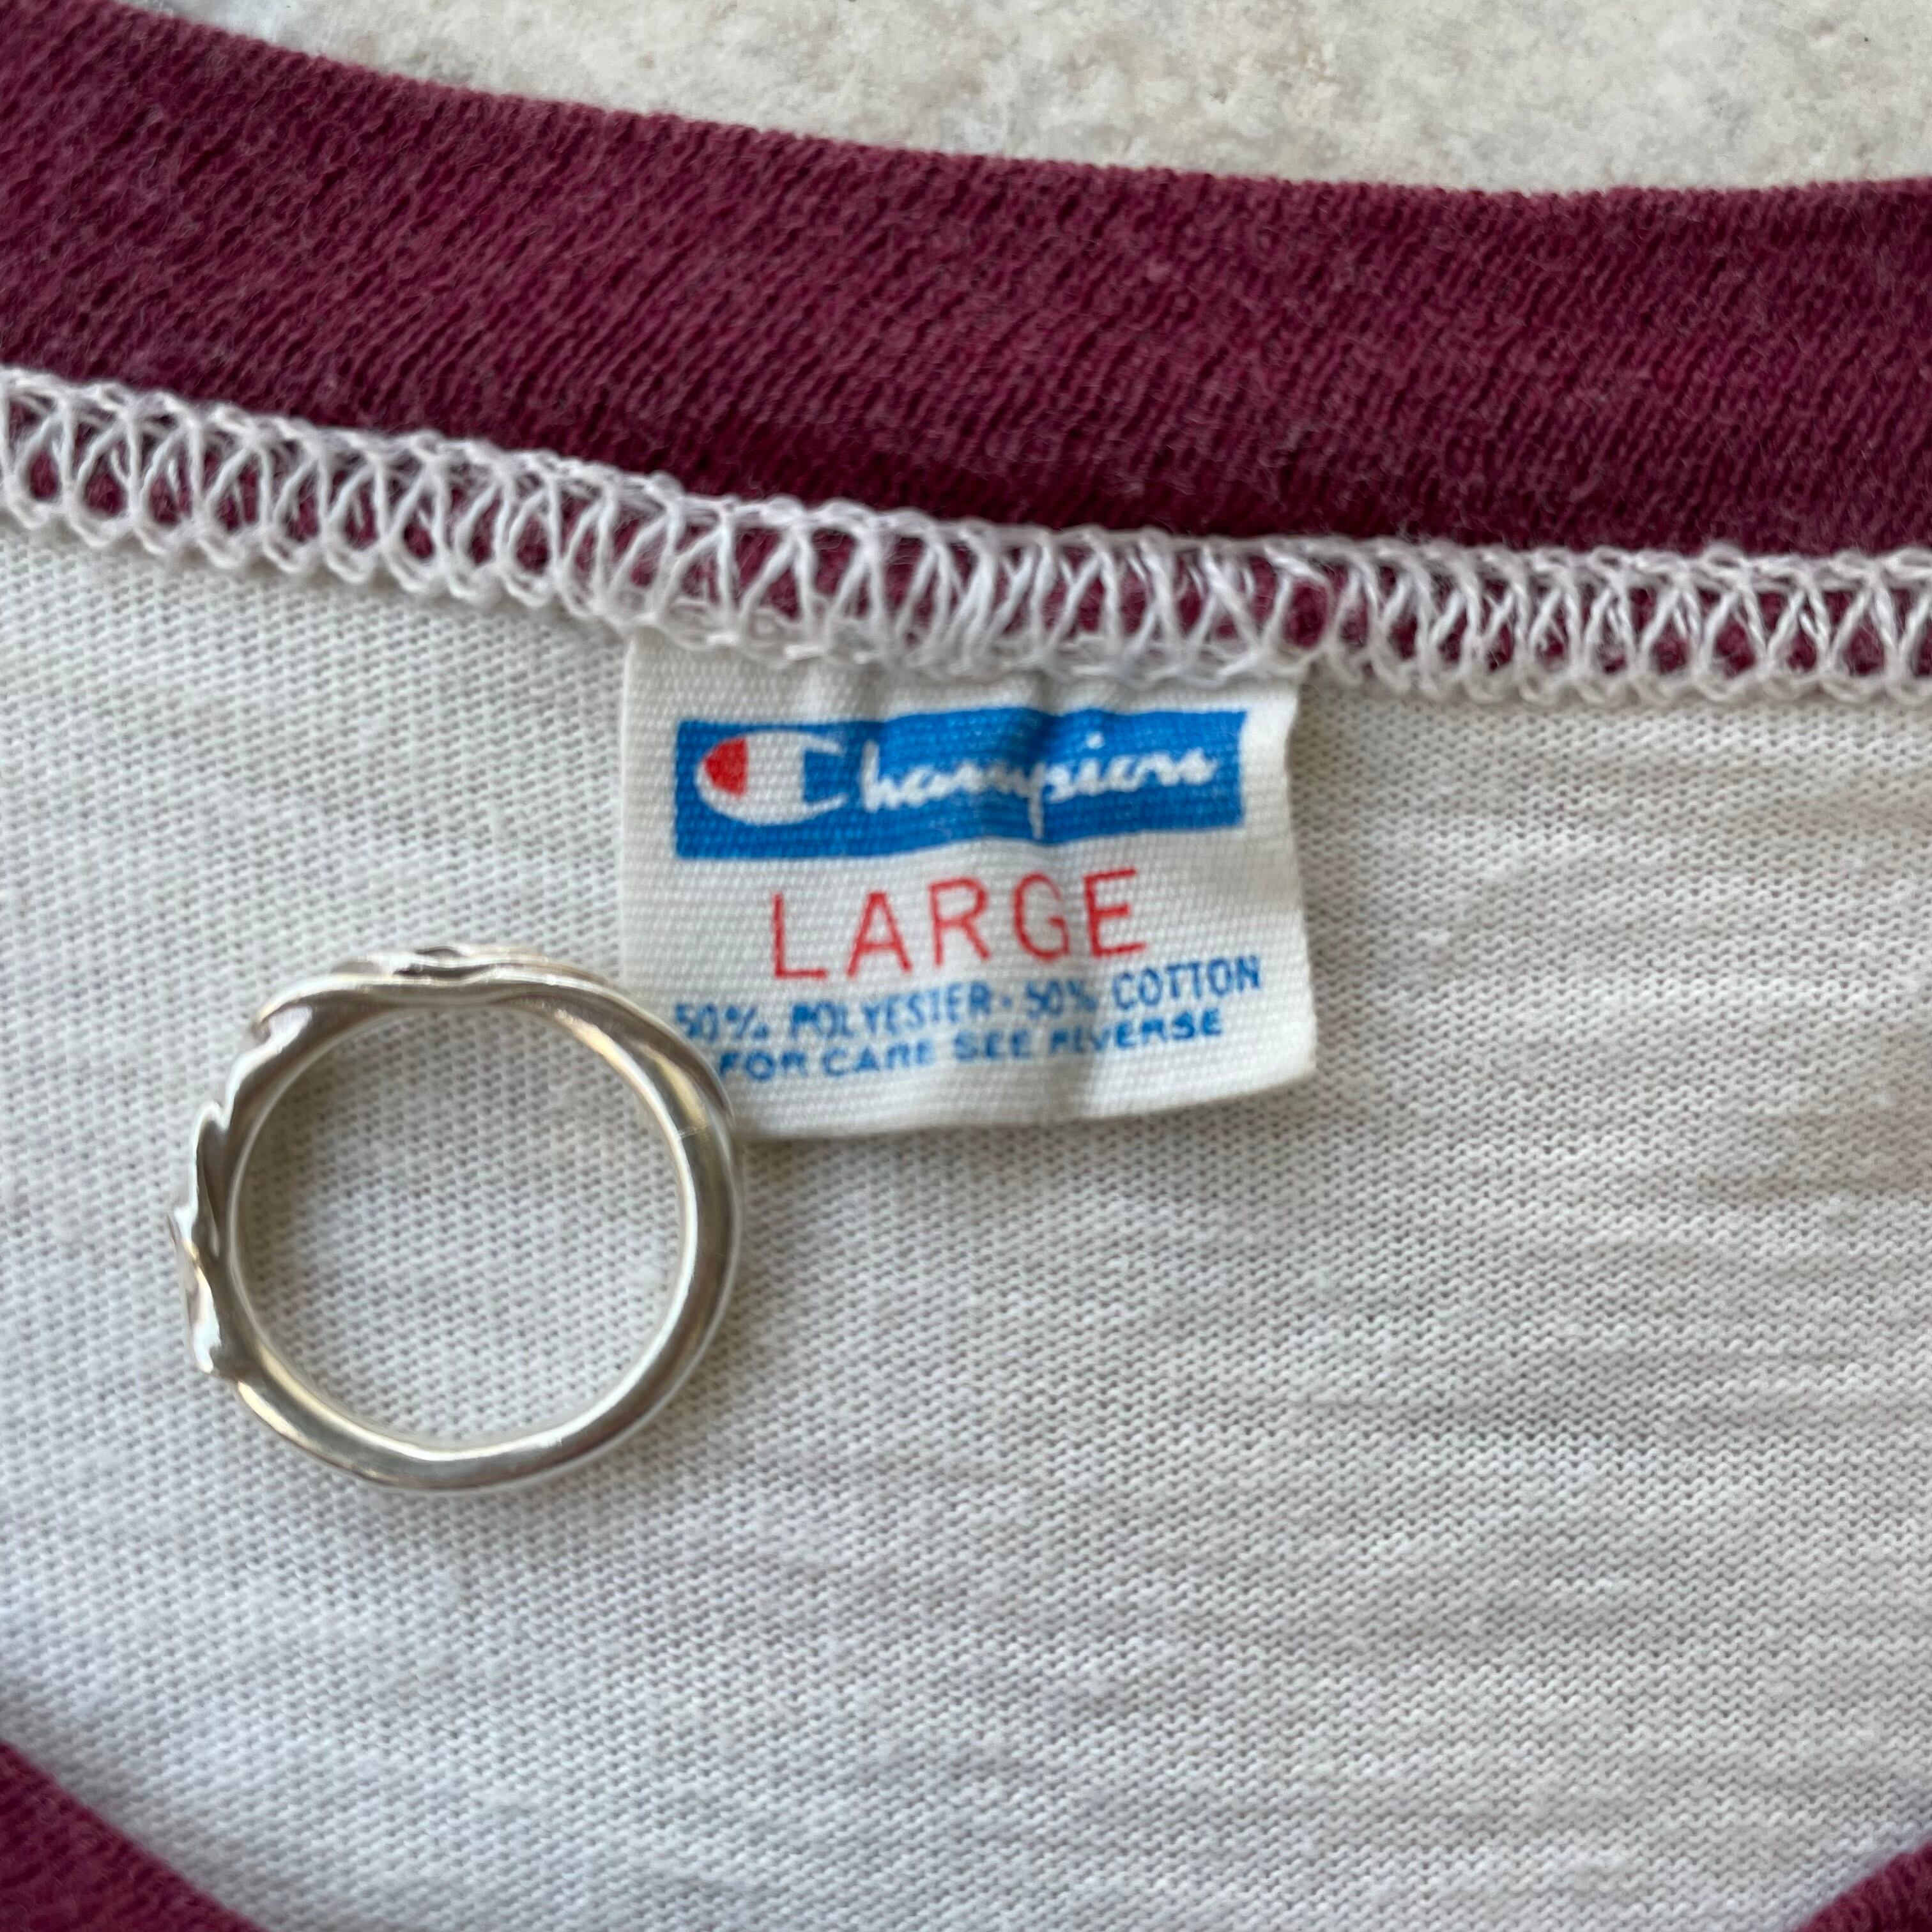 Champion
LARGE
50% POLYESTER - 50% COTTON
FOR CARE SEE REVERSE